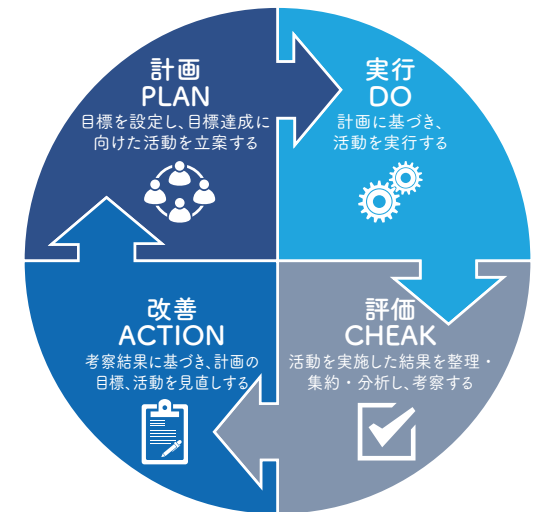 計画
PLAN
目標を設定し、目標達成に
向けた活動を立案する
実行
DO
計画に基づき、
活動を実行する
評価
CHEAK
活動を実施した結果を整理・
集約・分析し、考察する
改善
ACTION
考察結果に基づき、計画の
目標、活動を見直しする